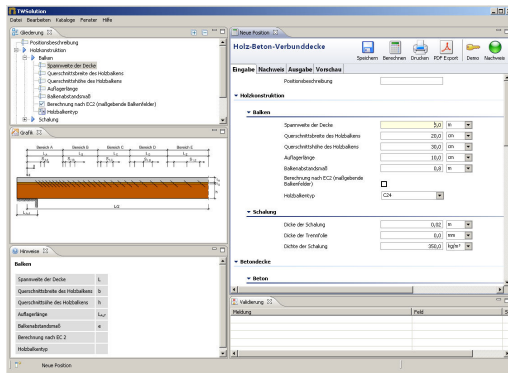 TWSolution
Datei Bearbeiten Kataloge Fenster Hilfe
Gliederung
Positionsbeschreibung
Holzkonstruktion
Balken
Spannweite der Decke
Querschnittsbreite des Holzbalkens
Querschnittshöhe des Holzbalkens
Auflagerlänge
Balkenabstandsmaß
Berechnung nach EC2 (maßgebende Balkenfelder)
Holzbalkentyp
Schalung
Grafik
Bereich A Bereich B Bereich C Bereich D Bereich E
L/2
Hinweise
Balken
Spannweite der Decke L
Querschnittsbreite des Holzbalkens b
Querschnittshöhe des Holzbalkens h
Auflagerlänge
Balkenabstandsmaß e
Berechnung nach EC 2
Holzbalkentyp
Neue Position
Neue Position
Holz-Beton-Verbunddecke
Speichern Berechnen Drucken PDF Export Demo Nachweis
Eingabe Nachweis Ausgabe Vorschau
Positionsbeschreibung
Holzkonstruktion
Balken
Spannweite der Decke 5,0 m
Querschnittsbreite des Holzbalkens 20,0 cm
Querschnittshöhe des Holzbalkens 30,0 cm
Auflagerlänge 10,0 cm
Balkenabstandsmaß 0,8 m
Berechnung nach EC2 (maßgebende
Balkenfelder)
Holzbalkentyp C24
Schalung
Dicke der Schalung 0,02 m
Dicke der Trennfolie 0,0 mm
Dichte der Schalung 350,0 kg/m³
Betondecke
Beton
Validierung
Meldung Feld